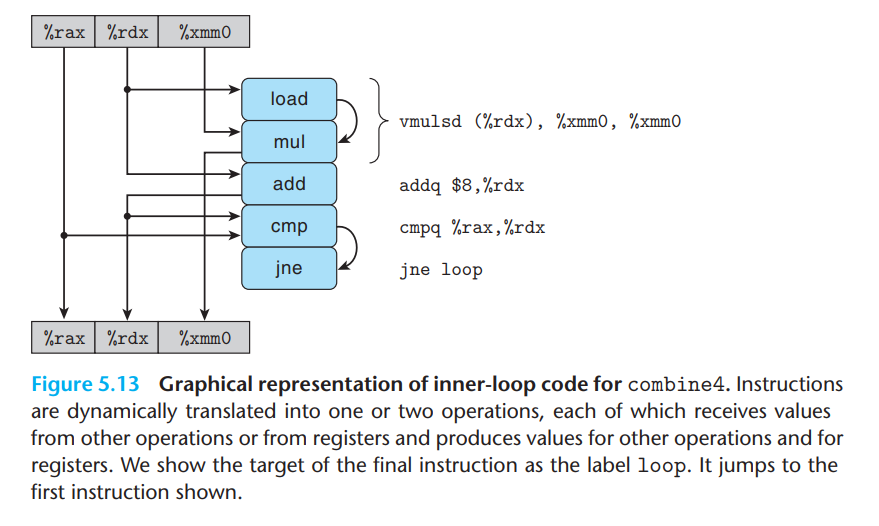 %rax %rdx %xmm0
load
vmulsd (%rdx), %xmm0, %xmm0
mul
add
addq $8,%rdx
cmp
cmpq %rax,%rdx
jne
jne loop
%rax %rdx %xmm0
Figure 5.13 Graphical representation of inner-loop code for combine4. Instructions
are dynamically translated into one or two operations, each of which receives values
from other operations or from registers and produces values for other operations and for
registers. We show the target of the final instruction as the label loop. It jumps to the
first instruction shown.